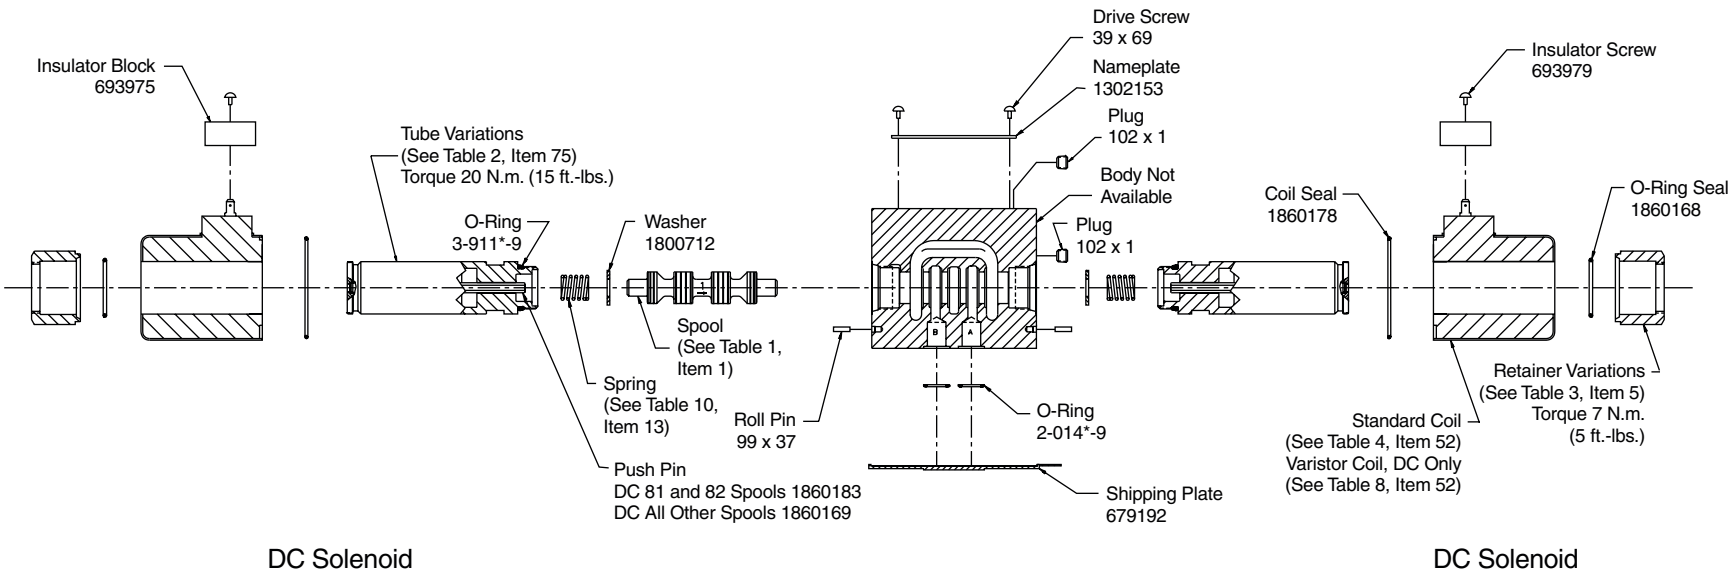 Drive Screw
39 x 69
Nameplate
1302153
Plug
102 x 1
Body Not
Available
Plug
102 x 1
Insulator Block
693975
Tube Variations
(See Table 2, Item 75)
Torque 20 N.m. (15 ft.-lbs.)
O-Ring
3-911*-9
Washer
1800712
Spool
(See Table 1,
Item 1)
Spring
(See Table 10,
Item 13)
Push Pin
DC 81 and 82 Spools 1860183
DC All Other Spools 1860169
Roll Pin
99 x 37
B
A
1
O-Ring
2-014*-9
Shipping Plate
679192
Insulator Screw
693979
Coil Seal
1860178
O-Ring Seal
1860168
Retainer Variations
(See Table 3, Item 5)
Torque 7 N.m.
(5 ft.-lbs.)
Standard Coil
(See Table 4, Item 52)
Varistor Coil, DC Only
(See Table 8, Item 52)
DC Solenoid
DC Solenoid